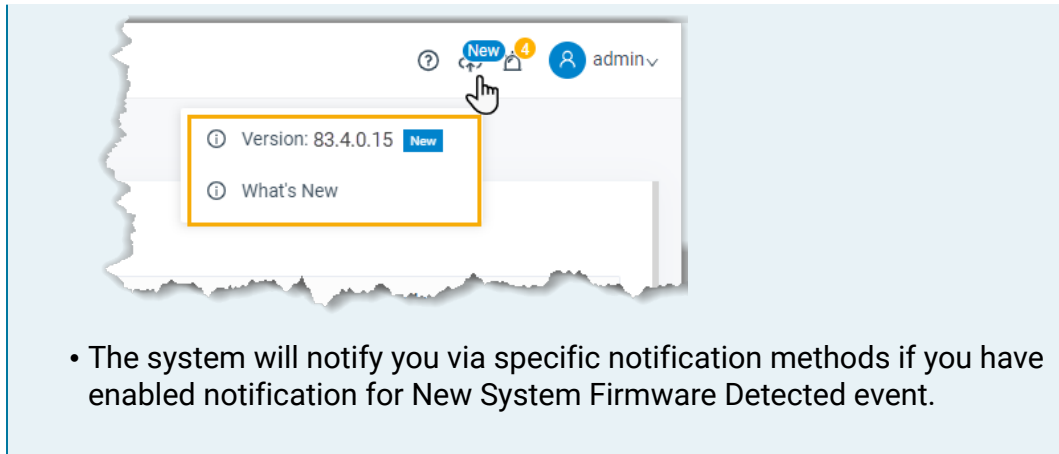 New 4 admin
Version: 83.4.0.15 New
What's New
• The system will notify you via specific notification methods if you have
enabled notification for New System Firmware Detected event.